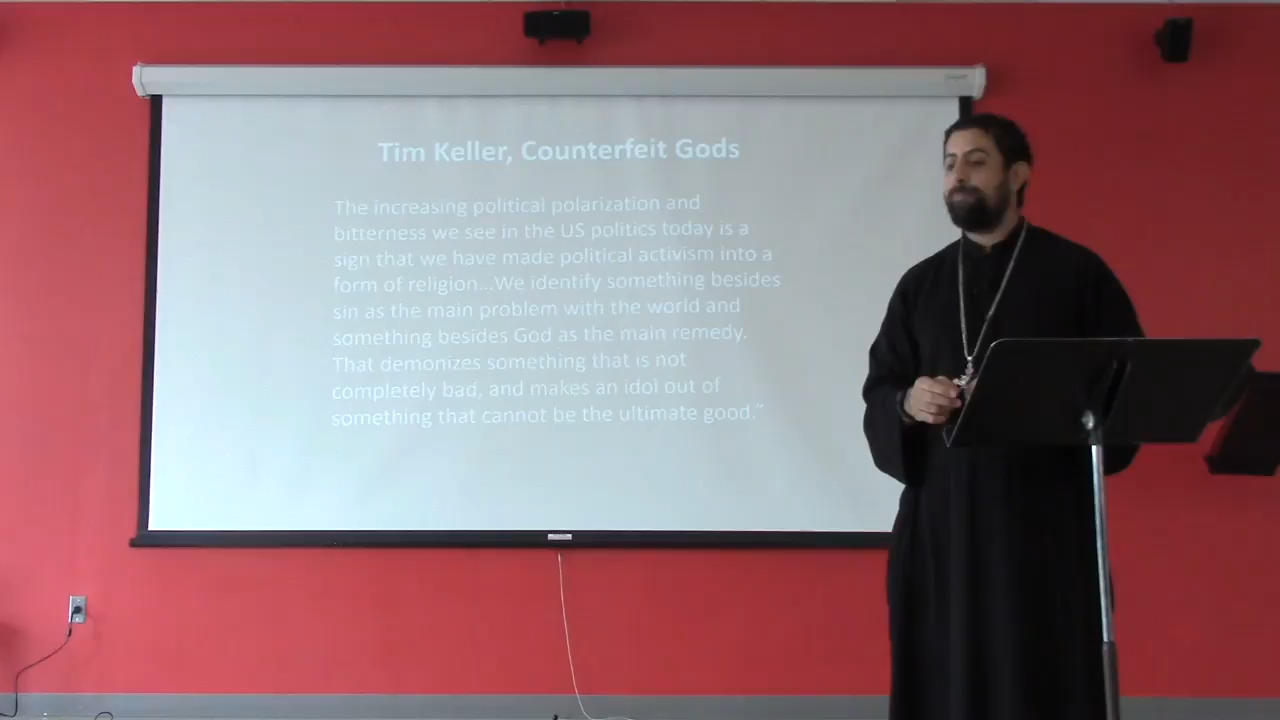 Tim Keller, Counterfeit Gods
The increasing political polarization and
bitterness we see in the US politics today is a
sign that we have made political activism into a
form of religion...We identify something besides
sin as the main problem with the world and
something besides God as the main remedy.
That demonizes something that is not
completely bad, and makes an idol out of
something that cannot be the ultimate good.”